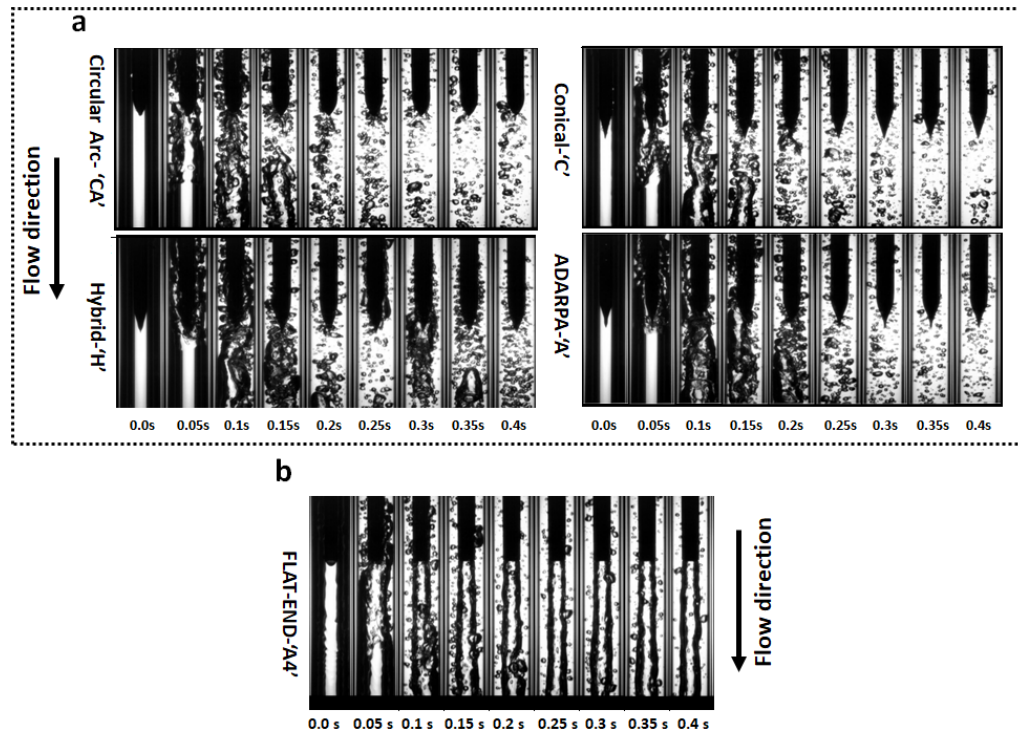 a
Circular Arc- 'CA'
Conical-'C'
Flow direction
Hybrid-'H'
ADARPA-'A'
0.0s 0.05s 0.1s 0.15s 0.2s 0.25s 0.3s 0.35s 0.4s
0.0s 0.05s 0.1s 0.15s 0.2s 0.25s 0.3s 0.35s 0.4s
b
FLAT-END-'A4'
Flow direction
0.0 s 0.05 s 0.1 s 0.15 s 0.2 s 0.25 s 0.3 s 0.35 s 0.4 s